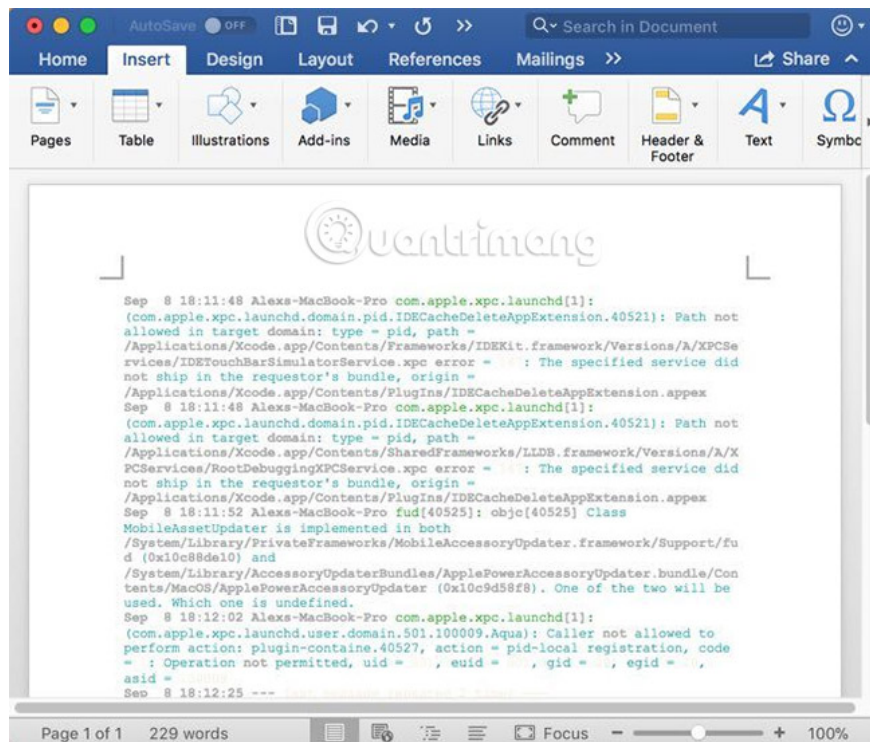 AutoSave OFF Search in Document
Home Insert Design Layout References Mailings >> Share
Pages Table Illustrations Add-ins Media Links Comment Header & Footer Text Symbo
Quantrimang
Sep 8 18:11:48 Alexs-MacBook-Pro com.apple.xpc.launchd[1]:
(com.apple.xpc.launchd.domain.pid.IDECacheDeleteAppExtension.40521): Path not
allowed in target domain: type = pid, path =
/Applications/Xcode.app/Contents/Frameworks/IDEKit.framework/Versions/A/XPCSe
rvices/IDETouchBarSimulatorService.xpc error = 147: The specified service did
not ship in the requestor's bundle, origin =
/Applications/Xcode.app/Contents/PlugIns/IDECacheDeleteAppExtension.appex
Sep 8 18:11:48 Alexs-MacBook-Pro com.apple.xpc.launchd[1]:
(com.apple.xpc.launchd.domain.pid.IDECacheDeleteAppExtension.40521): Path not
allowed in target domain: type = pid, path =
/Applications/Xcode.app/Contents/SharedFrameworks/LLDB.framework/Versions/A/X
PCServices/RootDebuggingXPCService.xpc error = 147: The specified service did
not ship in the requestor's bundle, origin =
/Applications/Xcode.app/Contents/PlugIns/IDECacheDeleteAppExtension.appex
Sep 8 18:11:52 Alexs-MacBook-Pro fud[40525]: objc[40525] Class
MobileAssetUpdater is implemented in both
/System/Library/PrivateFrameworks/MobileAccessoryUpdater.framework/Support/fu
d (0x10c88de10) and
/System/Library/AccessoryUpdaterBundles/ApplePowerAccessoryUpdater.bundle/Con
tents/MacOS/ApplePowerAccessoryUpdater (0x10c9d58f8). One of the two will be
used. Which one is undefined.
Sep 8 18:12:02 Alexs-MacBook-Pro com.apple.xpc.launchd[1]:
(com.apple.xpc.launchd.user.domain.501.100009.Aqua): Caller not allowed to
perform action: plugin-containe.40527, action = pid-local registration, code
= : Operation not permitted, uid = , euid = , gid = , egid = ,
asid =
Sep 8 18:12:25 --- last message repeated 2 times ---
Page 1 of 1 229 words Focus 100%